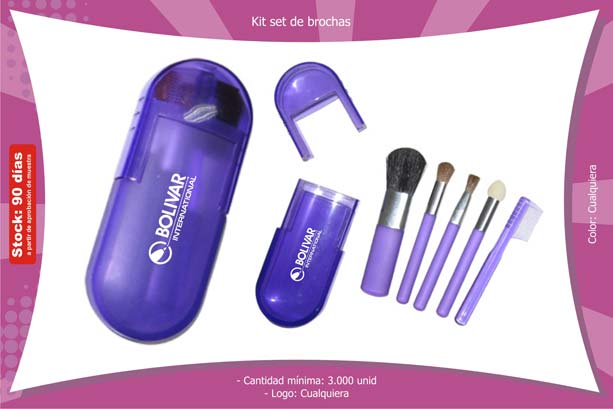 Kit set de brochas
BOLIVAR
INTERNATIONAL
BOLIVAR
INTERNATIONAL
Stock: 90 días
a partir de aprobación de muestra
Color: Cualquiera
- Cantidad mínima: 3.000 unid
- Logo: Cualquiera